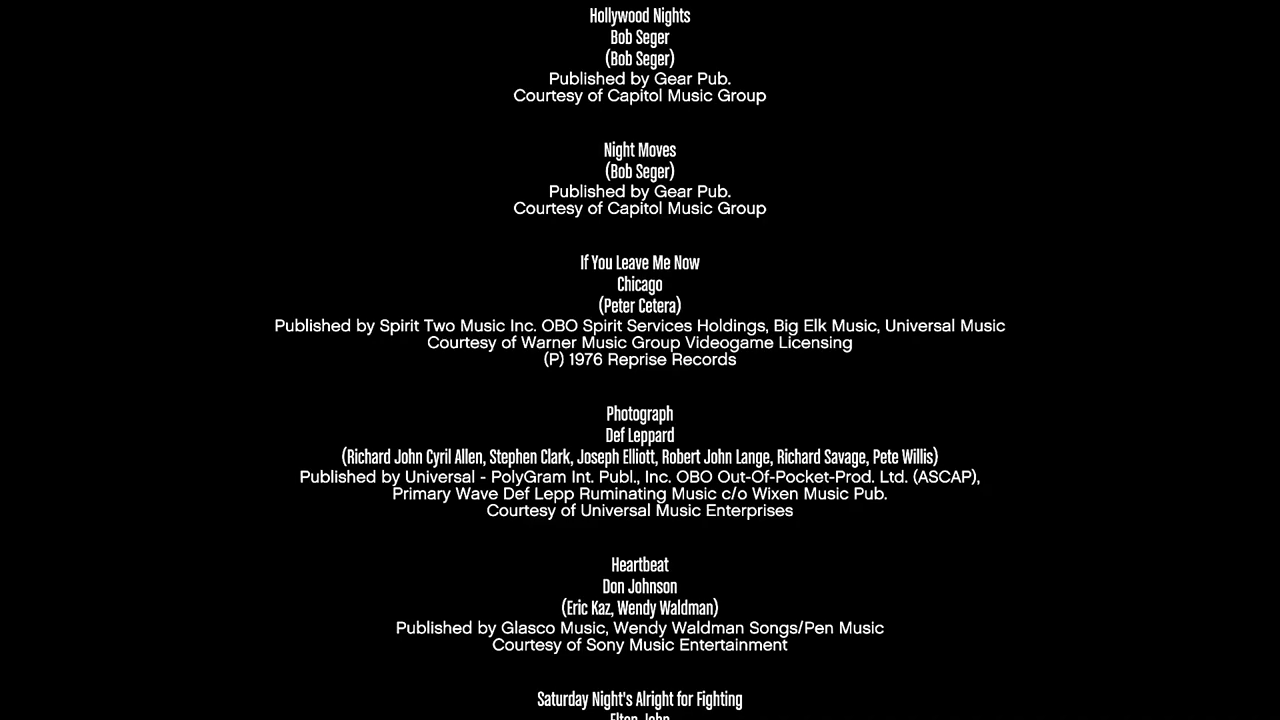 Hollywood Nights
Bob Seger
(Bob Seger)
Published by Gear Pub.
Courtesy of Capitol Music Group
Night Moves
(Bob Seger)
Published by Gear Pub.
Courtesy of Capitol Music Group
If You Leave Me Now
Chicago
(Peter Cetera)
Published by Spirit Two Music Inc. OBO Spirit Services Holdings, Big Elk Music, Universal Music
Courtesy of Warner Music Group Videogame Licensing
(P) 1976 Reprise Records
Photograph
Def Leppard
(Richard John Cyril Allen, Stephen Clark, Joseph Elliott, Robert John Lange, Richard Savage, Pete Willis)
Published by Universal - PolyGram Int. Publ., Inc. OBO Out-Of-Pocket-Prod. Ltd. (ASCAP),
Primary Wave Def Lepp Ruminating Music c/o Wixen Music Pub.
Courtesy of Universal Music Enterprises
Heartbeat
Don Johnson
(Eric Kaz, Wendy Waldman)
Published by Glasco Music, Wendy Waldman Songs/Pen Music
Courtesy of Sony Music Entertainment
Saturday Night's Alright for Fighting
Elton John